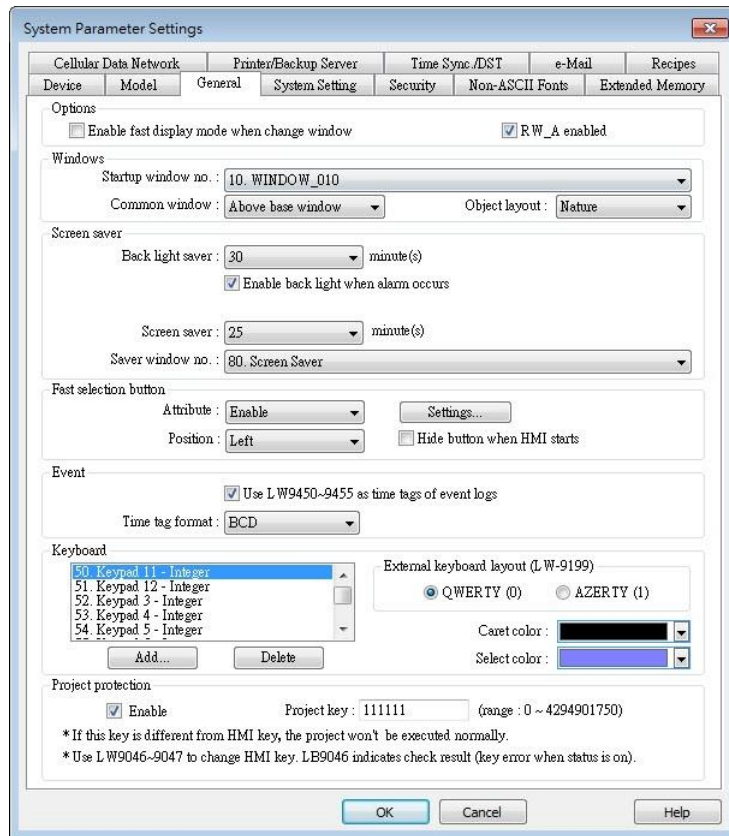 System Parameter Settings
Cellular Data Network Printer/Backup Server Time Sync./DST e-Mail Recipes
Device Model General System Setting Security Non-ASCII Fonts Extended Memory
Options
Enable fast display mode when change window RW_A enabled
Windows
Startup window no. : 10. WINDOW_010
Common window : Above base window Object layout : Nature
Screen saver
Back light saver : 30 minute(s)
Enable back light when alarm occurs
Screen saver : 25 minute(s)
Saver window no. : 80. Screen Saver
Fast selection button
Attribute : Enable Settings...
Position : Left Hide button when HMI starts
Event
Use LW9450~9455 as time tags of event logs
Time tag format : BCD
Keyboard
50. Keypad 11 - Integer External keyboard layout (LW-9199)
51. Keypad 12 - Integer
52. Keypad 3 - Integer QWERTY (0) AZERTY (1)
53. Keypad 4 - Integer
54. Keypad 5 - Integer Caret color :
Add... Delete Select color :
Project protection
Enable Project key : 111111 (range : 0 ~ 4294901750)
* If this key is different from HMI key, the project won't be executed normally.
* Use LW9046~9047 to change HMI key. LB9046 indicates check result (key error when status is on).
OK Cancel Help